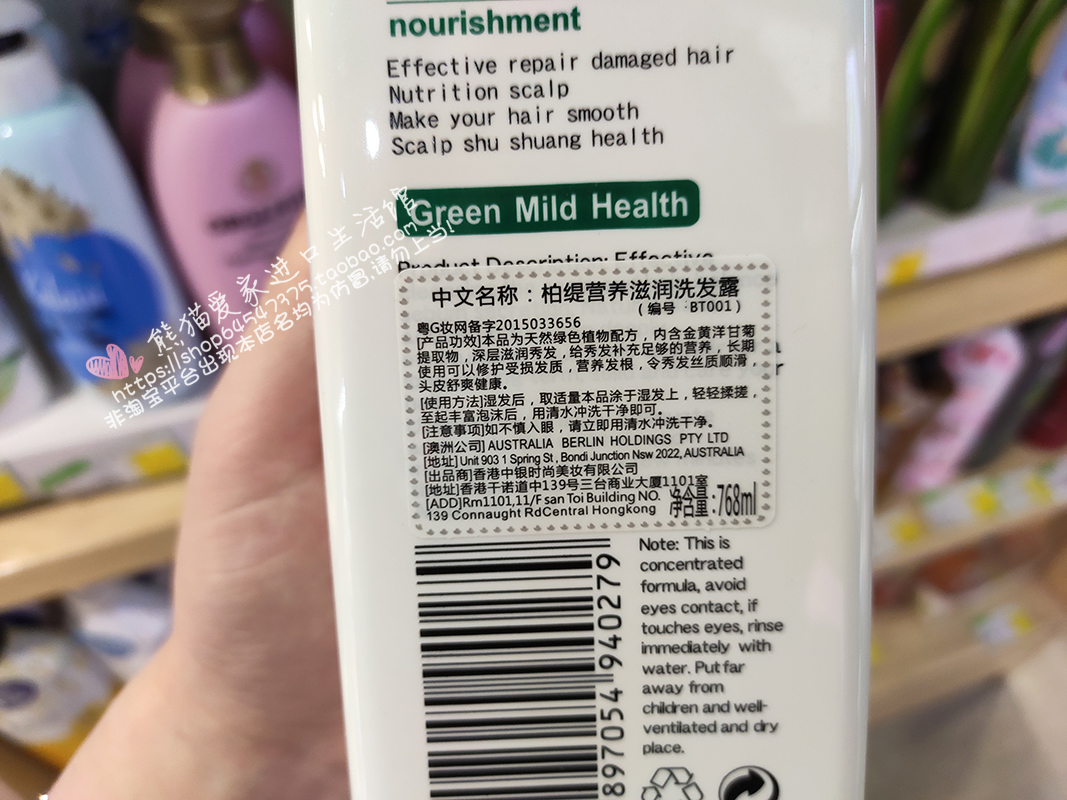 nourishment
Effective repair damaged hair
Nutrition scalp
Make your hair smooth
Scalp shu shuang health
Green Mild Health
Product Description: Effective
中文名称：柏缇营养滋润洗发露
（编号：BT001）
粤G妆网备字2015033656
[产品功效]本品为天然绿色植物配方，内含金黄洋甘菊
提取物，深层滋润秀发，给秀发补充足够的营养，长期
使用可以修护受损发质，营养发根，令秀发丝质顺滑，
头皮舒爽健康。
[使用方法]湿发后，取适量本品涂于湿发上，轻轻揉搓，
至起丰富泡沫后，用清水冲洗干净即可。
[注意事项]如不慎入眼，请立即用清水冲洗干净。
[澳洲公司] AUSTRALIA BERLIN HOLDINGS PTY LTD
[地址] Unit 903 1 Spring St , Bondi Junction Nsw 2022, AUSTRALIA
[出品商]香港中银时尚美妆有限公司
[地址]香港干诺道中139号三台商业大厦1101室
[ADD]Rm1101,11/F san Toi Building NO.
139 Connaught RdCentral Hongkong
净含量:768ml
897054 940279
Note: This is
concentrated
formula, avoid
eyes contact, if
touches eyes, rinse
immediately with
water. Put far
away from
children and well-
ventilated and dry
place.
熊猫爱家进口生活馆
https://shop64547375.taobao.com
非淘宝平台出现本店名均为仿冒,请勿上当!